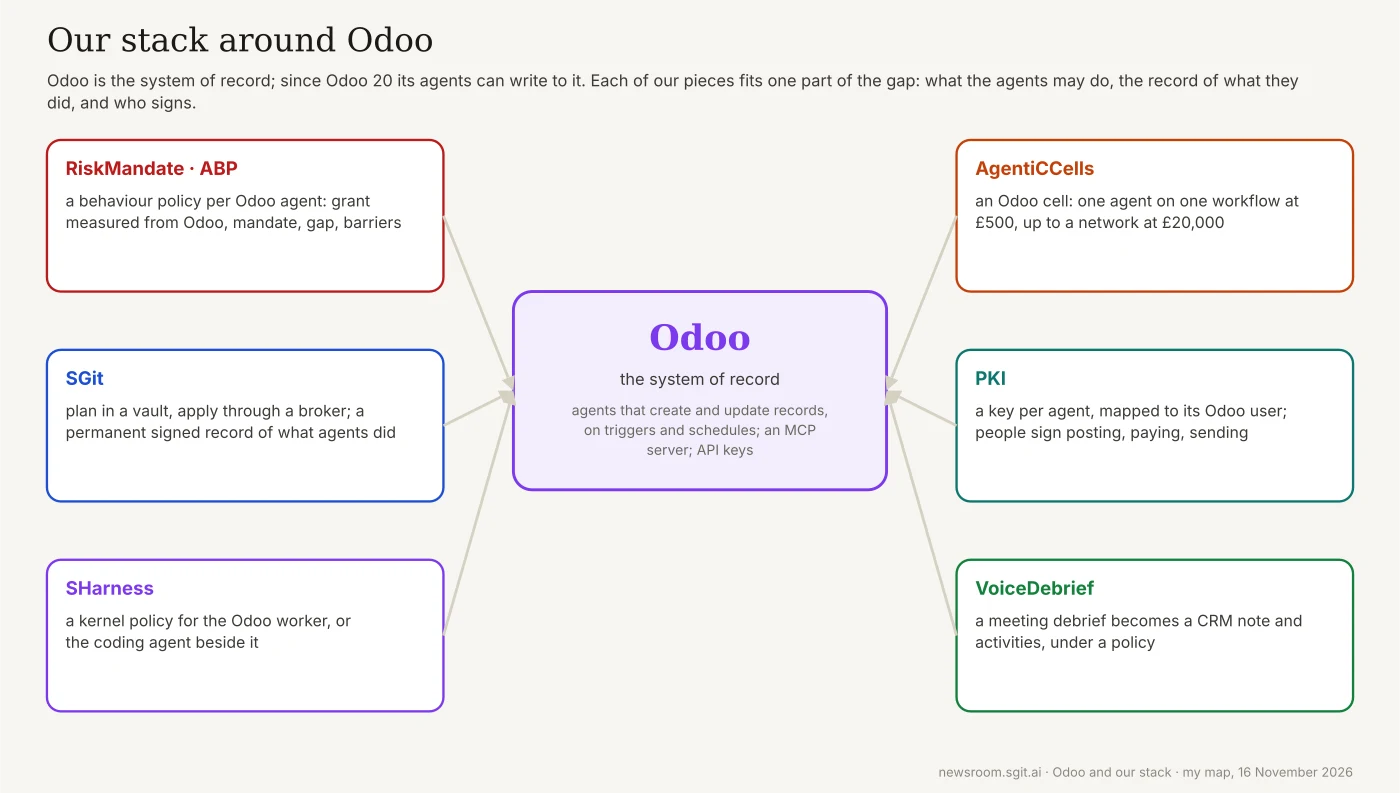 Our stack around Odoo
Odoo is the system of record; since Odoo 20 its agents can write to it. Each of our pieces fits one part of the gap: what the agents may do, the record of what they
did, and who signs.
RiskMandate · ABP
a behaviour policy per Odoo agent: grant
measured from Odoo, mandate, gap, barriers
SGit
plan in a vault, apply through a broker; a
permanent signed record of what agents did
SHarness
a kernel policy for the Odoo worker, or
the coding agent beside it
Odoo
the system of record
agents that create and update records,
on triggers and schedules; an MCP
server; API keys
AgentiCCells
an Odoo cell: one agent on one workflow at
£500, up to a network at £20,000
PKI
a key per agent, mapped to its Odoo user;
people sign posting, paying, sending
VoiceDebrief
a meeting debrief becomes a CRM note and
activities, under a policy
newsroom.sgit.ai · Odoo and our stack · my map, 16 November 2026